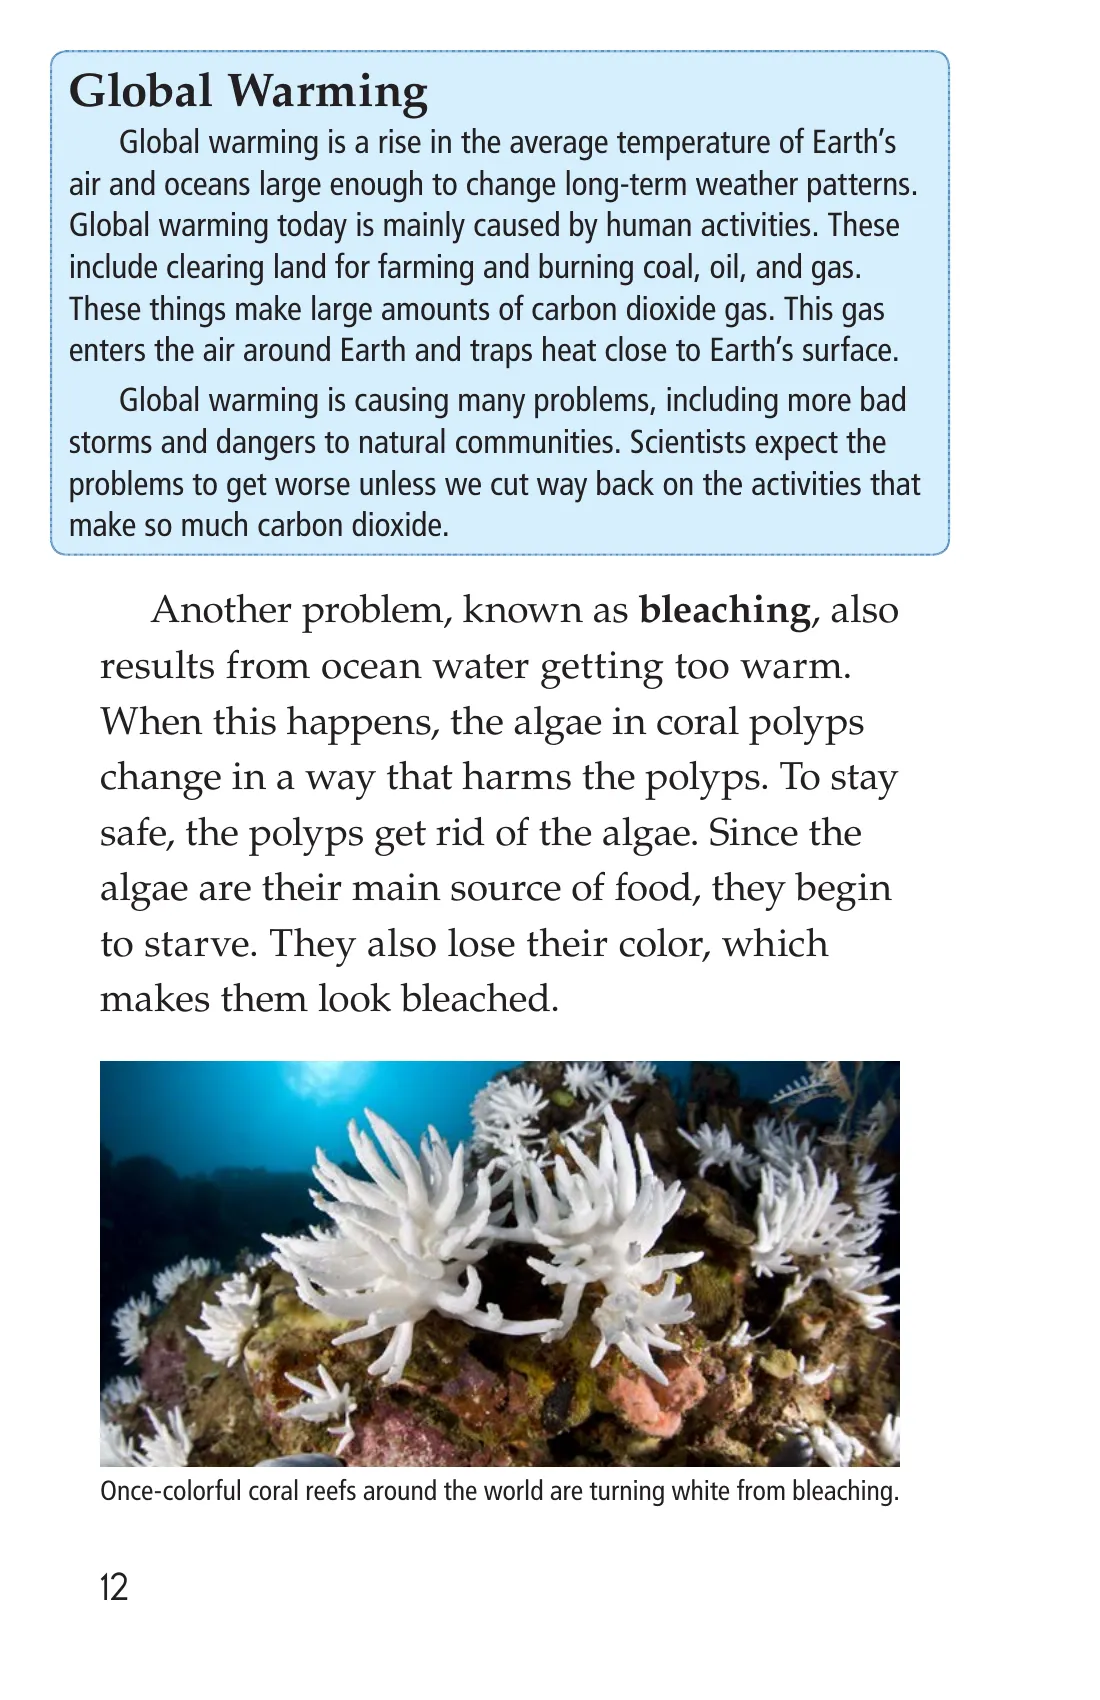 Global Warming
Global warming is a rise in the average temperature of Earth's
air and oceans large enough to change long-term weather patterns.
Global warming today is mainly caused by human activities. These
include clearing land for farming and burning coal, oil, and gas.
These things make large amounts of carbon dioxide gas. This gas
enters the air around Earth and traps heat close to Earth's surface.
Global warming is causing many problems, including more bad
storms and dangers to natural communities. Scientists expect the
problems to get worse unless we cut way back on the activities that
make so much carbon dioxide.
Another problem, known as bleaching, also
results from ocean water getting too warm.
When this happens, the algae in coral polyps
change in a way that harms the polyps. To stay
safe, the polyps get rid of the algae. Since the
algae are their main source of food, they begin
to starve. They also lose their color, which
makes them look bleached.
Once-colorful coral reefs around the world are turning white from bleaching.
12